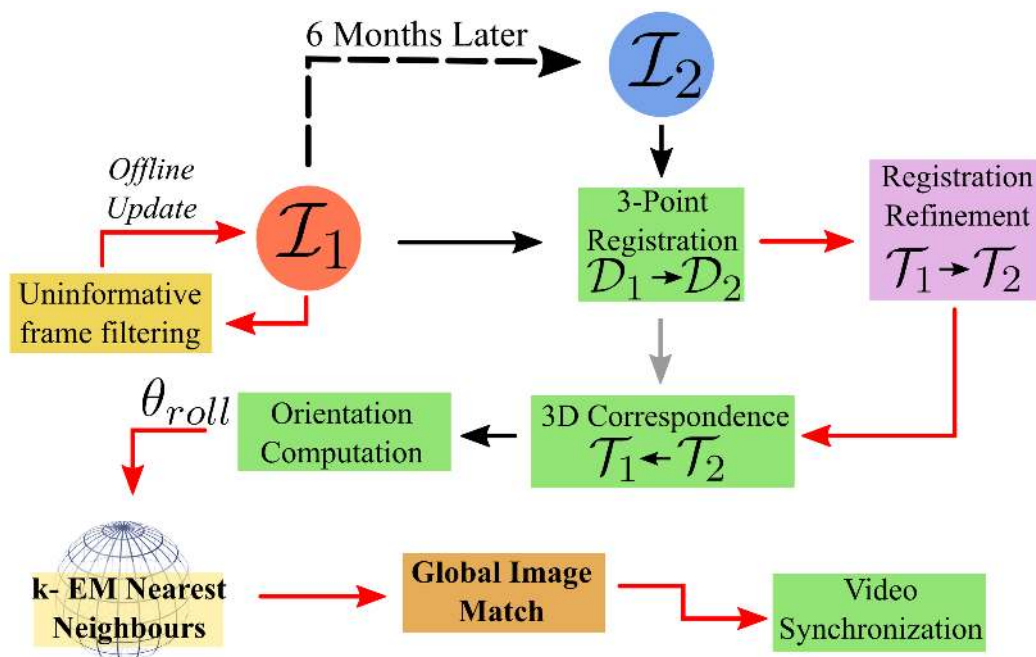 6 Months Later
ℐ₂
Offline
Update
ℐ₁
3-Point
Registration
𝒟₁ → 𝒟₂
Registration
Refinement
𝒯₁ → 𝒯₂
Uninformative
frame filtering
θroll
Orientation
Computation
3D Correspondence
𝒯₁ ← 𝒯₂
k- EM Nearest
Neighbours
Global Image
Match
Video
Synchronization